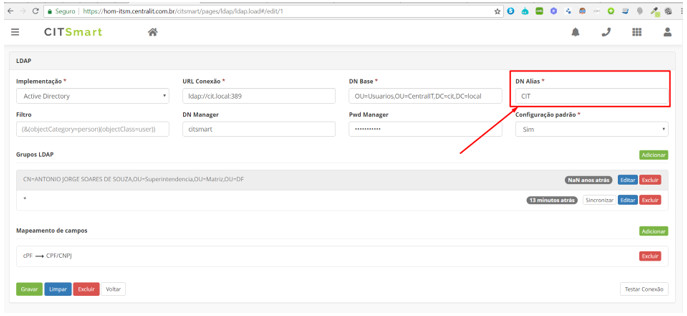 Seguro | https://hom-itsm.centralit.com.br/citsmart/pages/ldap/ldap.load#/edit/1
CITSmart
LDAP
Implementação * URL Conexão * DN Base * DN Alias *
Active Directory ldap://cit.local:389 OU=Usuarios,OU=CentralIT,DC=cit,DC=local CIT
Filtro DN Manager Pwd Manager Configuração padrão *
(&(objectCategory=person)(objectClass=user)) citsmart ••••••••••• Sim
Grupos LDAP Adicionar
CN=ANTONIO JORGE SOARES DE SOUZA,OU=Superintendencia,OU=Matriz,OU=DF NaN anos atrás Editar Excluir
* 13 minutos atrás Sincronizar Editar Excluir
Mapeamento de campos Adicionar
cPF → CPF/CNPJ Excluir
Gravar Limpar Excluir Voltar Testar Conexão